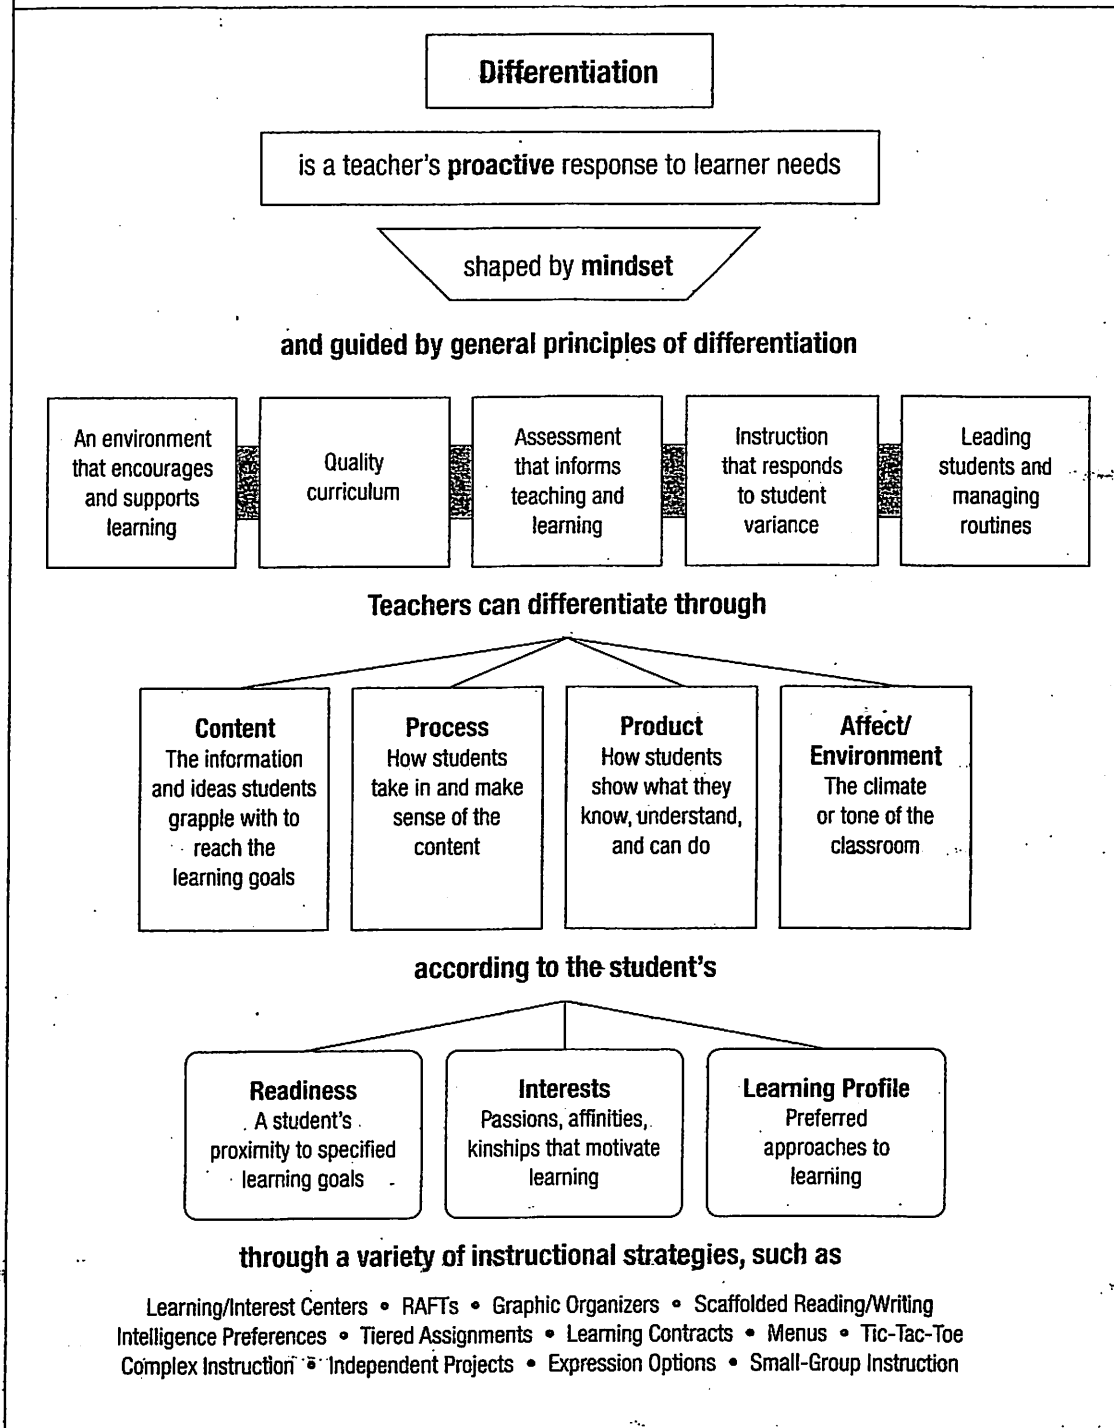 Differentiation
is a teacher's proactive response to learner needs
shaped by mindset
and guided by general principles of differentiation
An environment
that encourages
and supports
learning
Quality
curriculum
Assessment
that informs
teaching and
learning
Instruction
that responds
to student
variance
Leading
students and
managing
routines
Teachers can differentiate through
Content
The information
and ideas students
grapple with to
reach the
learning goals
Process
How students
take in and make
sense of the
content
Product
How students
show what they
know, understand,
and can do
Affect/
Environment
The climate
or tone of the
classroom
according to the student's
Readiness
A student's
proximity to specified
learning goals
Interests
Passions, affinities,
kinships that motivate
learning
Learning Profile
Preferred
approaches to
learning
through a variety of instructional strategies, such as
Learning/Interest Centers • RAFTs • Graphic Organizers • Scaffolded Reading/Writing
Intelligence Preferences • Tiered Assignments • Learning Contracts • Menus • Tic-Tac-Toe
Complex Instruction • Independent Projects • Expression Options • Small-Group Instruction